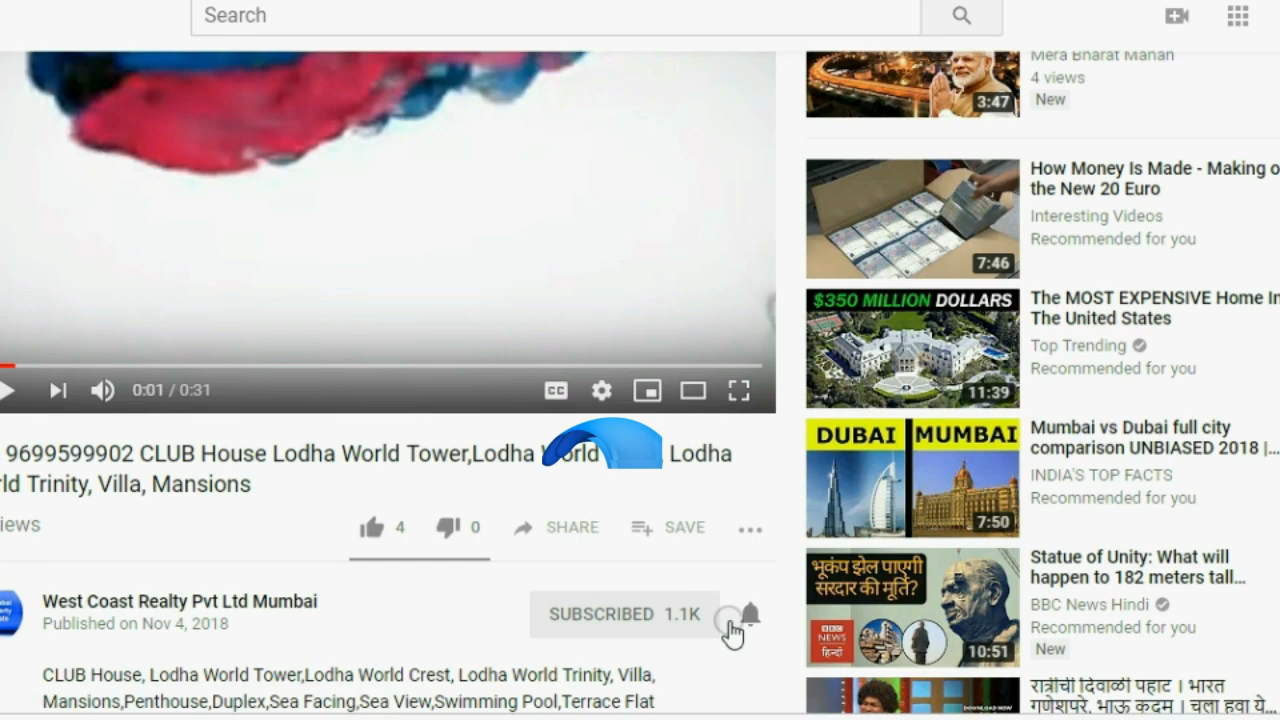 Search
Mera Bharat Mahan
4 views
New
3:47
How Money Is Made - Making o
the New 20 Euro
Interesting Videos
Recommended for you
7:46
$350 MILLION DOLLARS
11:39
The MOST EXPENSIVE Home In
The United States
Top Trending
Recommended for you
DUBAI MUMBAI
7:50
Mumbai vs Dubai full city
comparison UNBIASED 2018 |...
INDIA'S TOP FACTS
Recommended for you
भूकंप झेल पाएगी
सरदार की मूर्ति?
BBC
NEWS
हिन्दी
10:51
Statue of Unity: What will
happen to 182 meters tall...
BBC News Hindi
Recommended for you
New
DOWNLOAD NOW
रात्रीची दिवाळी पहाट । भारत
गणेशपुरे, भाऊ कदम । चला हवा ये...
0:01 / 0:31
CC
9699599902 CLUB House Lodha World Tower,Lodha World Lodha
ld Trinity, Villa, Mansions
iews
4
0
SHARE
SAVE
West Coast Realty Pvt Ltd Mumbai
Published on Nov 4, 2018
SUBSCRIBED 1.1K
CLUB House, Lodha World Tower,Lodha World Crest, Lodha World Trinity, Villa,
Mansions,Penthouse,Duplex,Sea Facing,Sea View,Swimming Pool,Terrace Flat